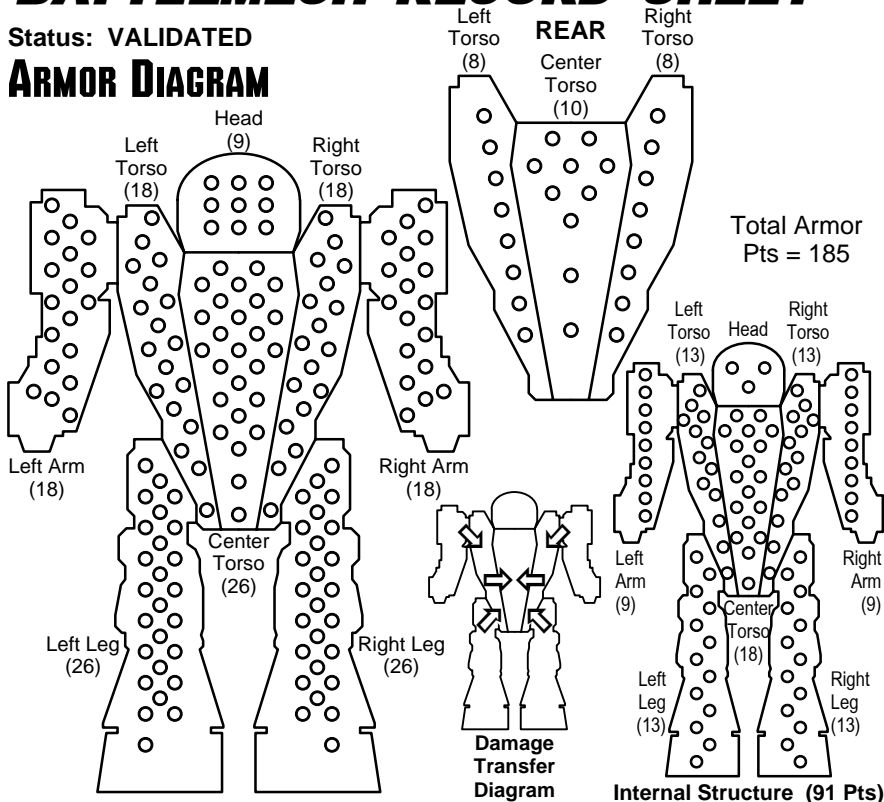 BATTLEMECH RECORD SHEET
Status: VALIDATED
ARMOR DIAGRAM
Head
(9)
Left
Torso
(18)
Right
Torso
(18)
Left Arm
(18)
Right Arm
(18)
Center
Torso
(26)
Left Leg
(26)
Right Leg
(26)
REAR
Left
Torso
(8)
Center
Torso
(10)
Right
Torso
(8)
Total Armor
Pts = 185
Damage
Transfer
Diagram
Left
Torso
(13)
Head
Right
Torso
(13)
Left
Arm
(9)
Right
Arm
(9)
Center
Torso
(18)
Left
Leg
(13)
Right
Leg
(13)
Internal Structure (91 Pts)